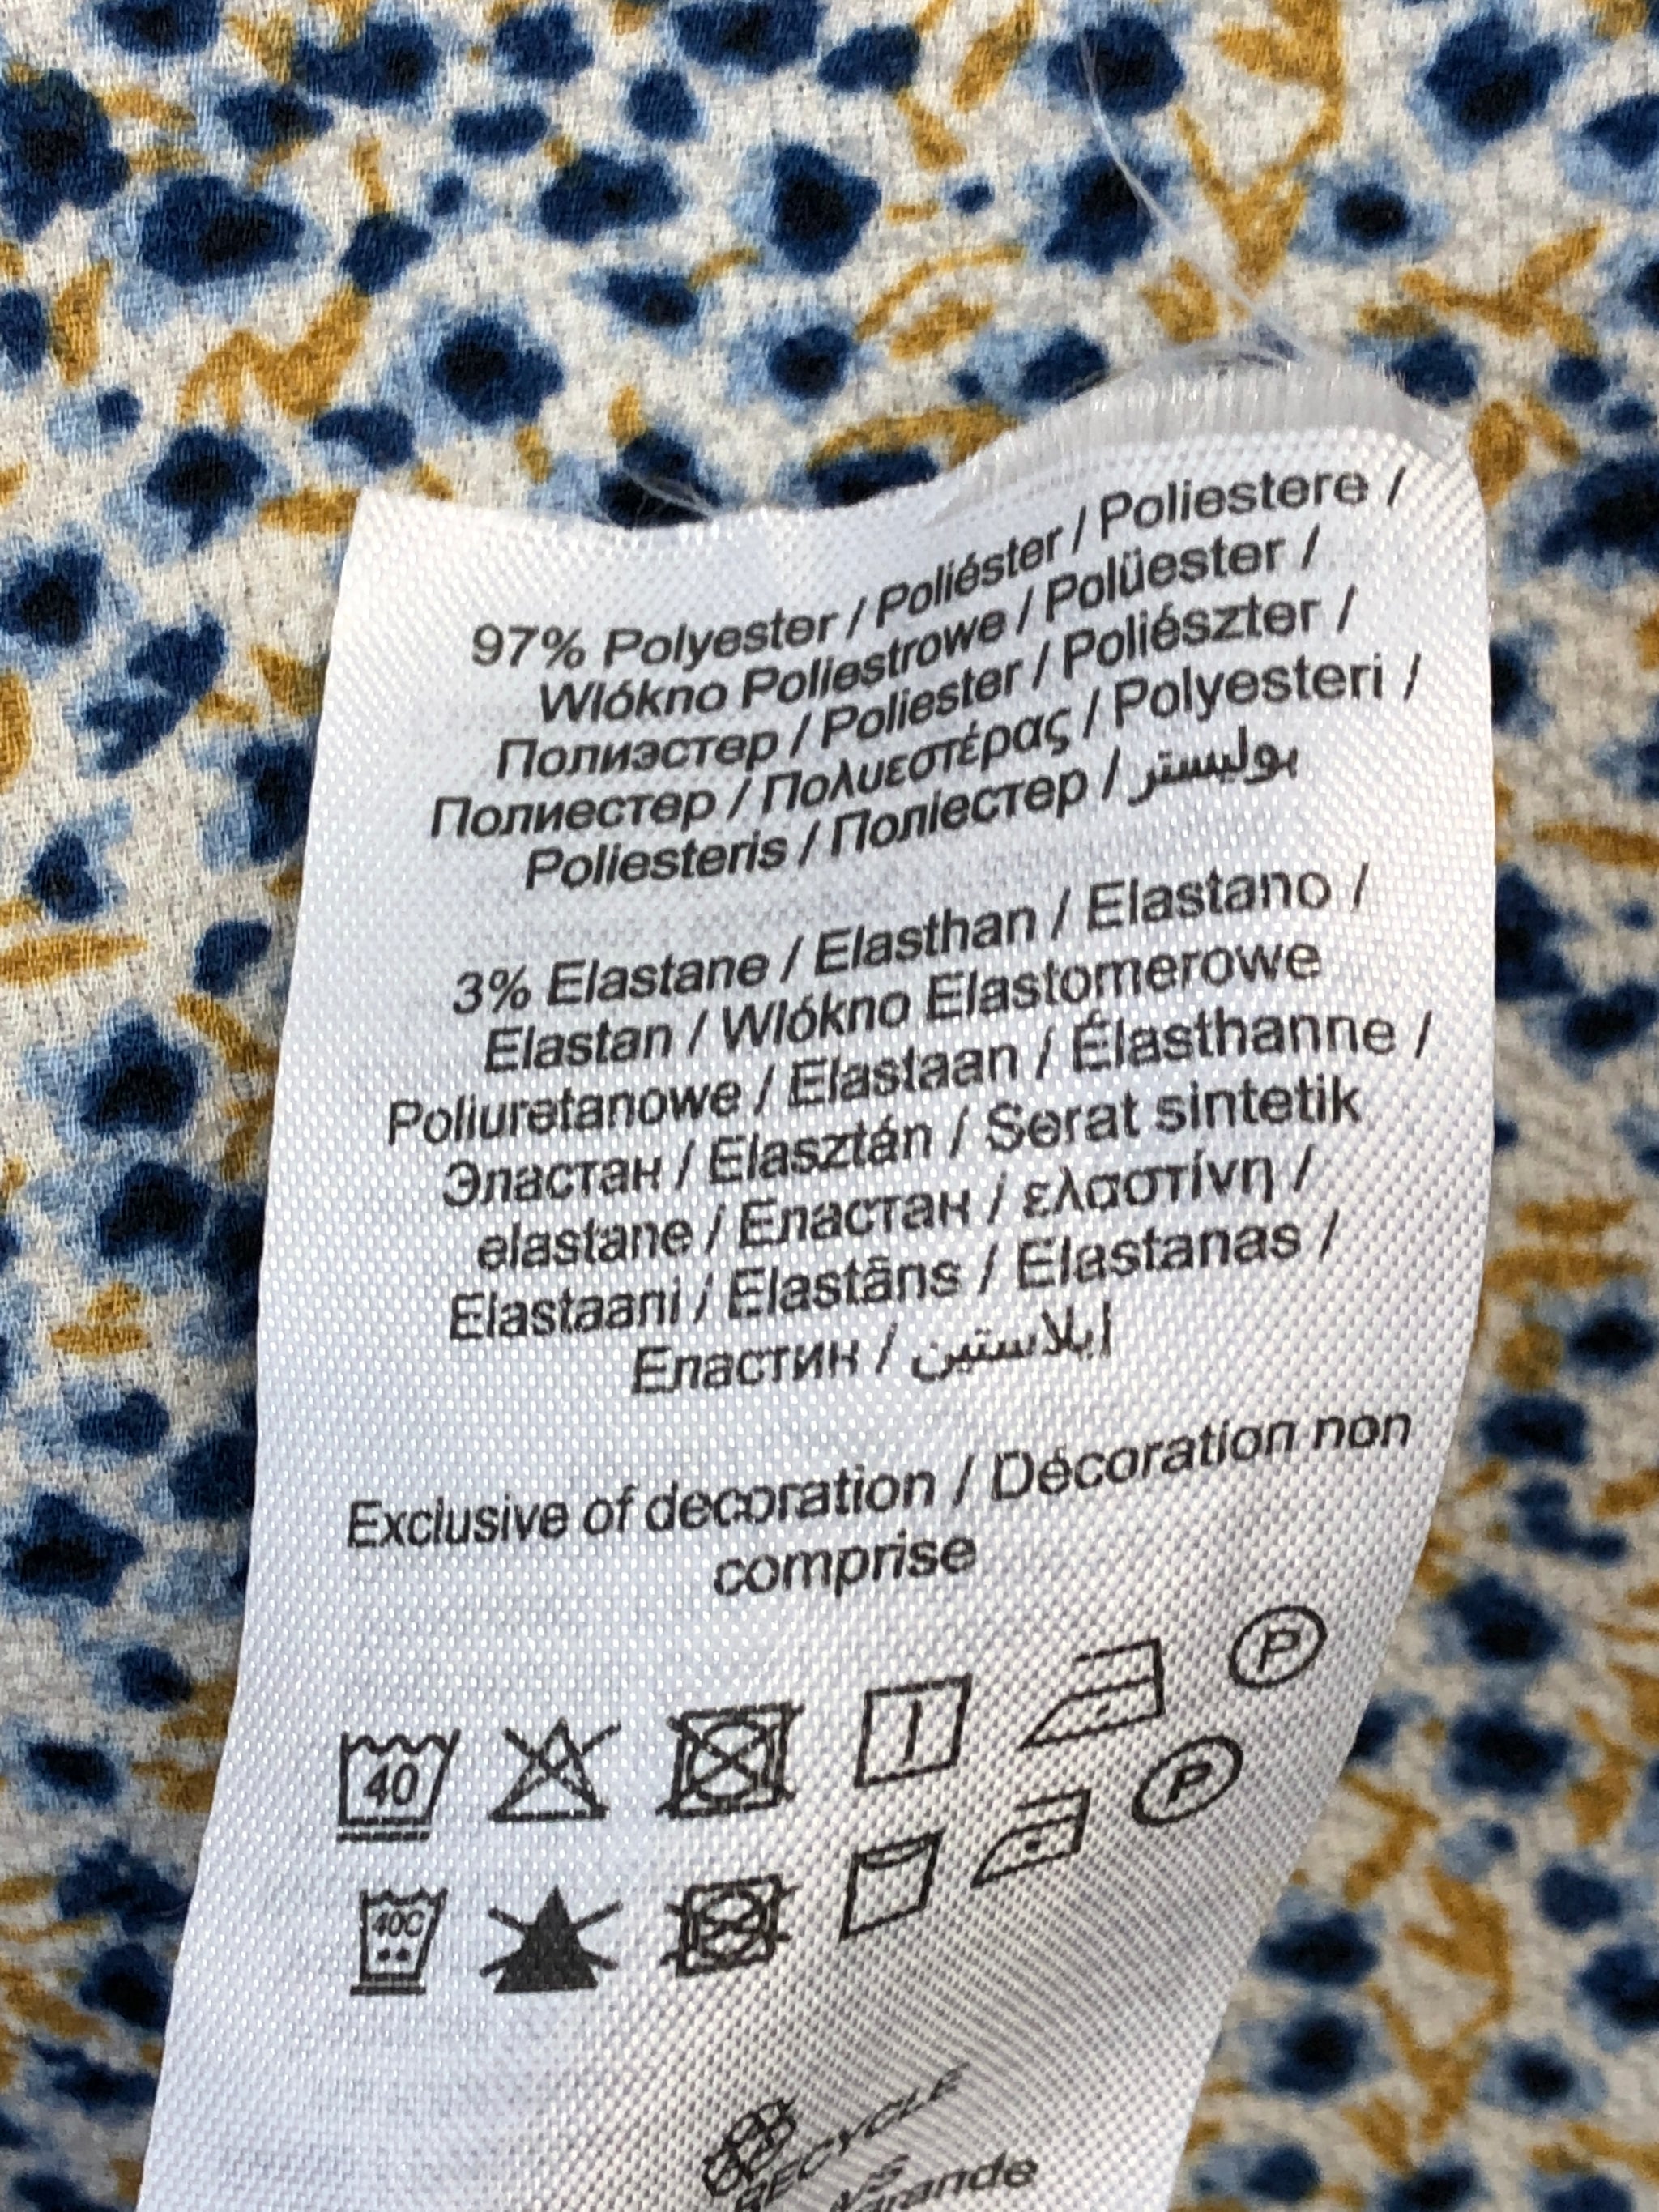 97% Polyester / Poliéster / Poliestere /
Wlókno Poliestrowe / Polüester /
Полиэстер / Poliester / Poliészter /
Полиестер / Πολυεστέρας / Polyesteri /
Poliesteris / Поліестер / بوليستر
3% Elastane / Elasthan / Elastano /
Elastan / Wlókno Elastomerowe
Poliuretanowe / Elastaan / Élasthanne /
Эластан / Elasztán / Serat sintetik
elastane / Еластан / ελαστίνη /
Elastaani / Elastāns / Elastanas /
Еластин / إيلاستين
Exclusive of decoration / Décoration non
comprise
40
P
40C
P
RECYCLE